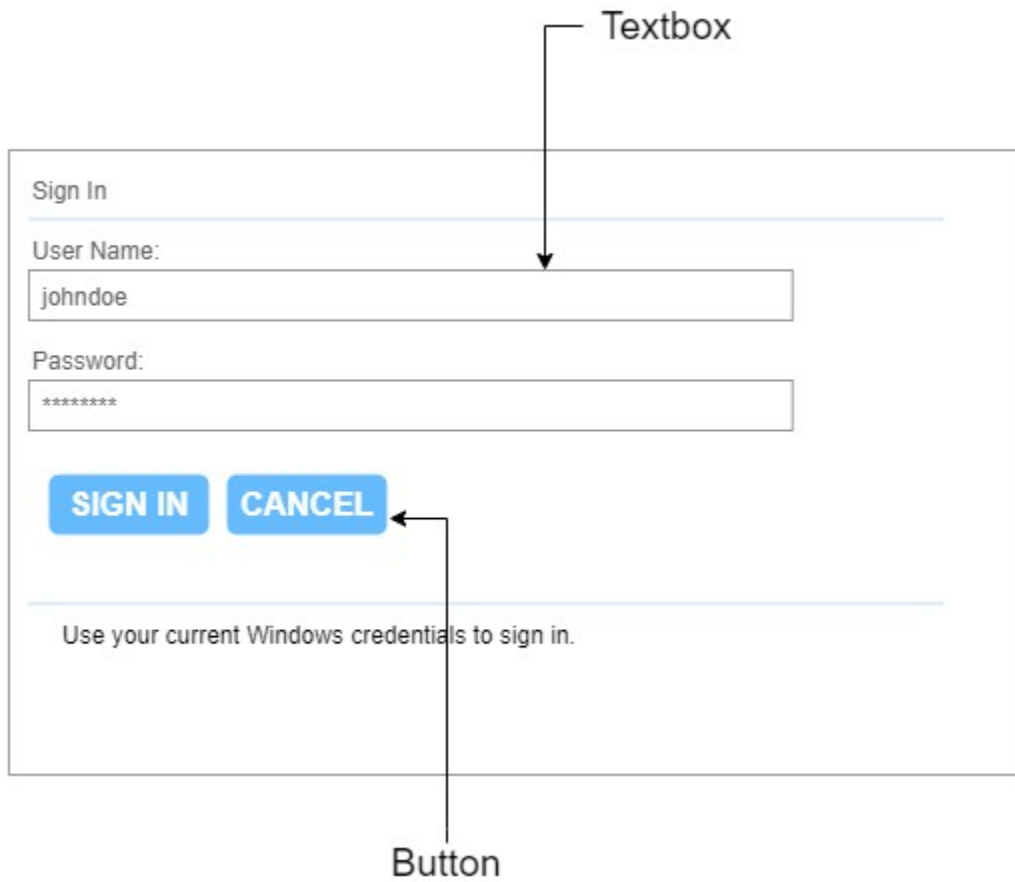 Textbox
Sign In
User Name:
johndoe
Password:
********
SIGN IN CANCEL
Use your current Windows credentials to sign in.
Button